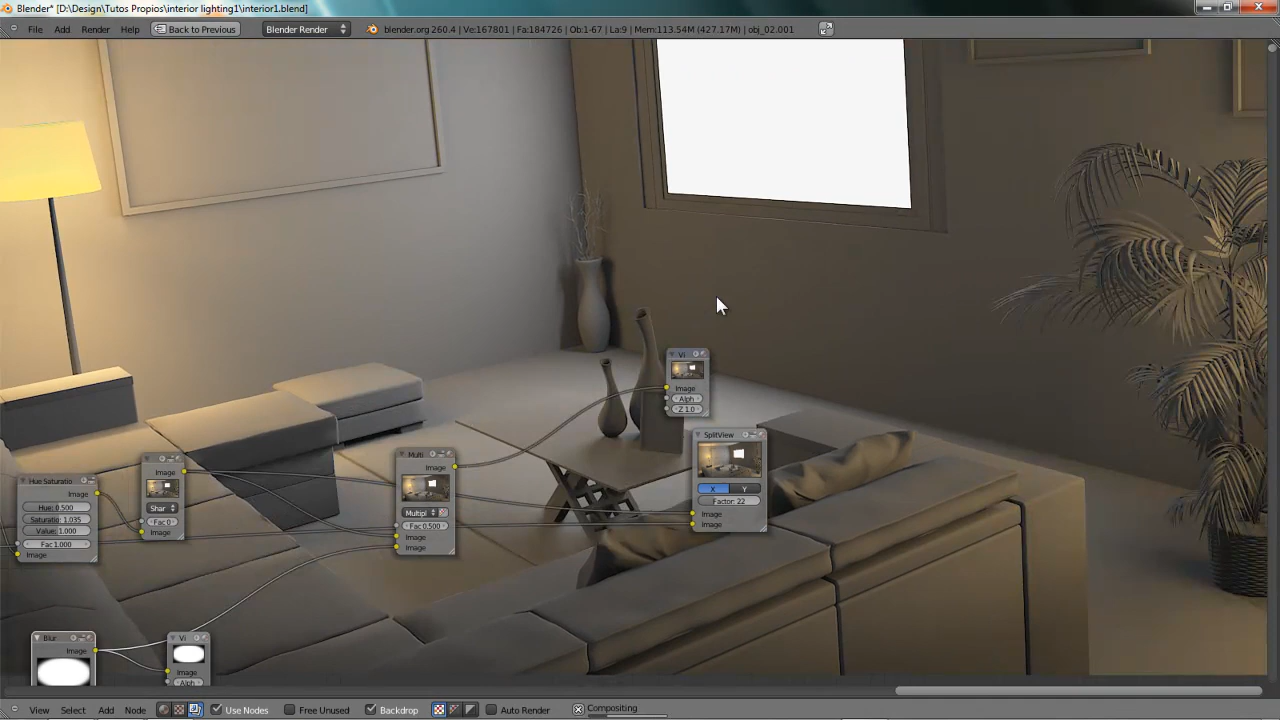 Blender* [D:\Design\Tutos Propios\interior lighting1\interior1.blend]
File Add Render Help Back to Previous Blender Render blender.org 260.4 | Ve:167801 | Fa:184726 | Ob:1-67 | La:9 | Mem:113.54M (427.17M) | obj_02.001
Vi
Image
Alph
Z 1.0
SplitView
X Y
Factor: 22
Image
Image
Multi
Image
Multipl
Fac 0.500
Image
Image
Image
Shar
Fac 0
Image
Hue Saturatio
Image
Hue: 0.500
Saturatio: 1.035
Value: 1.000
Fac 1.000
Image
Blur
Image
Vi
Image
Alph
View Select Add Node Use Nodes Free Unused Backdrop Auto Render Compositing